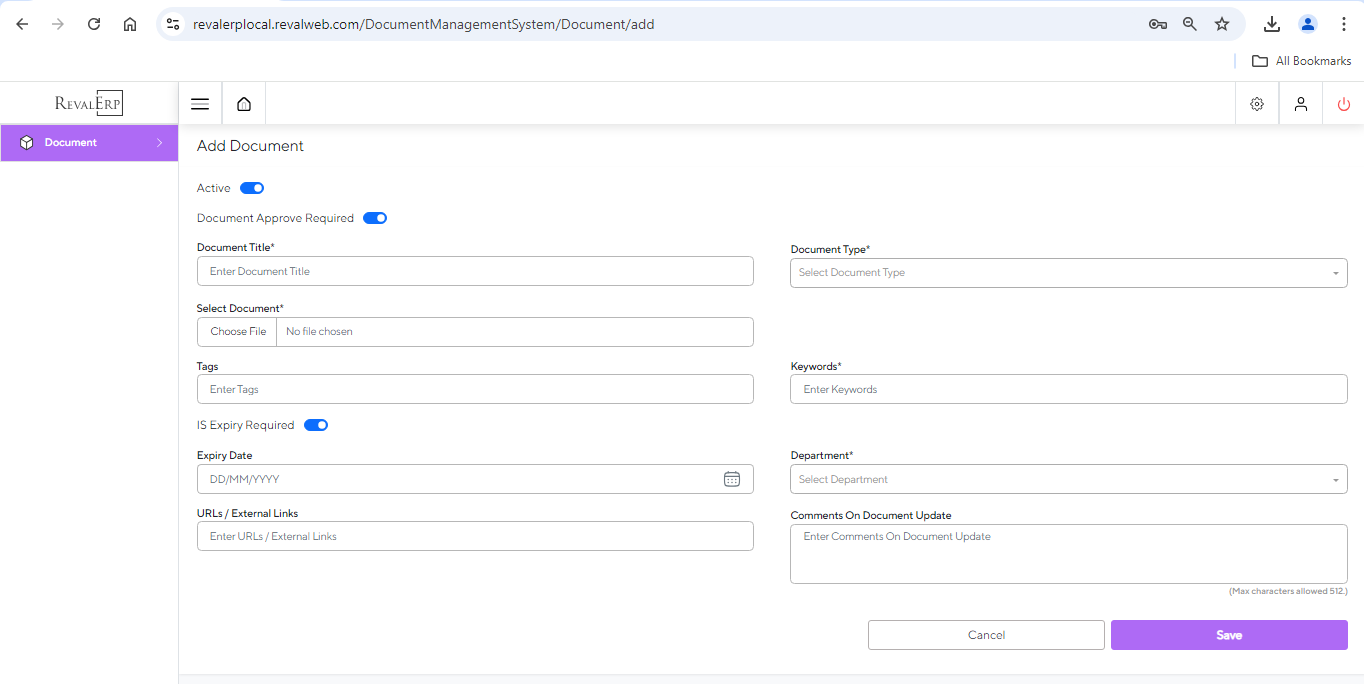 revalerplocal.revalweb.com/DocumentManagementSystem/Document/add
All Bookmarks
REVALERP
Document
Add Document
Active
Document Approve Required
Document Title*
Document Type*
Enter Document Title
Select Document Type
Select Document*
Choose File No file chosen
Tags
Keywords*
Enter Tags
Enter Keywords
IS Expiry Required
Expiry Date
Department*
DD/MM/YYYY
Select Department
URLs / External Links
Comments On Document Update
Enter URLs / External Links
Enter Comments On Document Update
(Max characters allowed 512.)
Cancel
Save